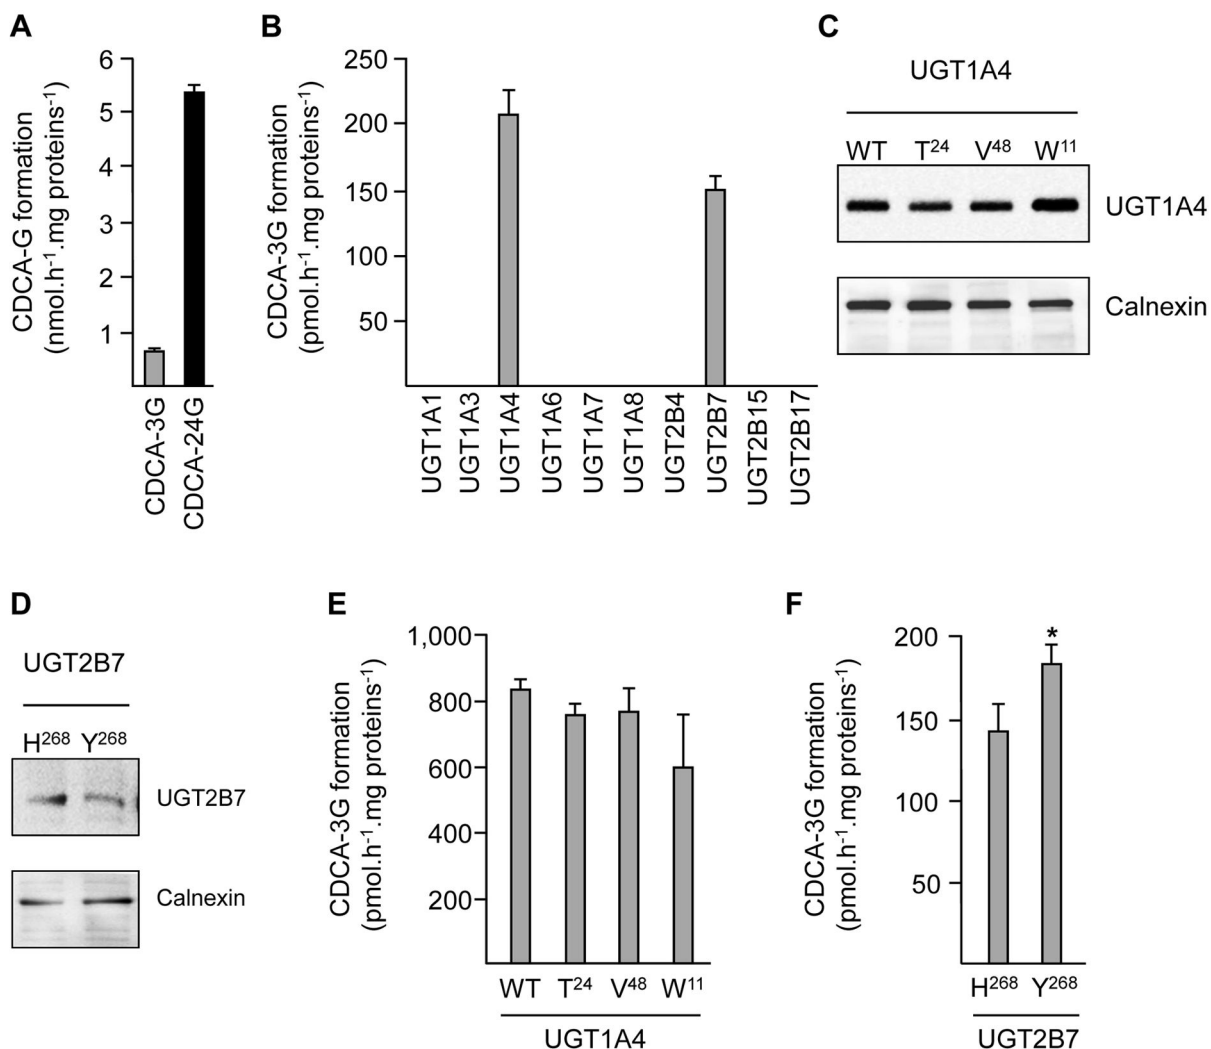 A
CDCA-G formation
(nmol.h⁻¹.mg proteins⁻¹)
6
5
4
3
2
1
CDCA-3G
CDCA-24G
B
CDCA-3G formation
(pmol.h⁻¹.mg proteins⁻¹)
250
200
150
100
50
UGT1A1
UGT1A3
UGT1A4
UGT1A6
UGT1A7
UGT1A8
UGT2B4
UGT2B7
UGT2B15
UGT2B17
C
UGT1A4
WT T²⁴ V⁴⁸ W¹¹
UGT1A4
Calnexin
D
UGT2B7
H²⁶⁸ Y²⁶⁸
UGT2B7
Calnexin
E
CDCA-3G formation
(pmol.h⁻¹.mg proteins⁻¹)
1,000
800
600
400
200
WT T²⁴ V⁴⁸ W¹¹
UGT1A4
F
CDCA-3G formation
(pmol.h⁻¹.mg proteins⁻¹)
200
150
100
50
*
H²⁶⁸ Y²⁶⁸
UGT2B7